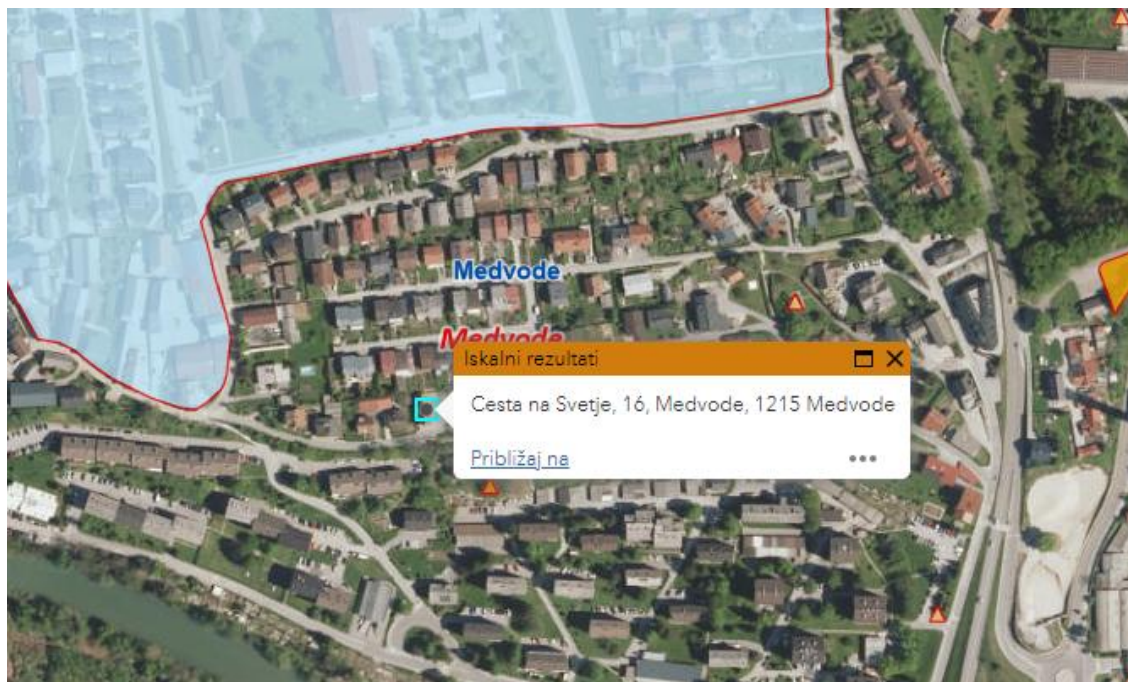 Medvode
Medvode
Iskalni rezultati
Cesta na Svetje, 16, Medvode, 1215 Medvode
Približaj na